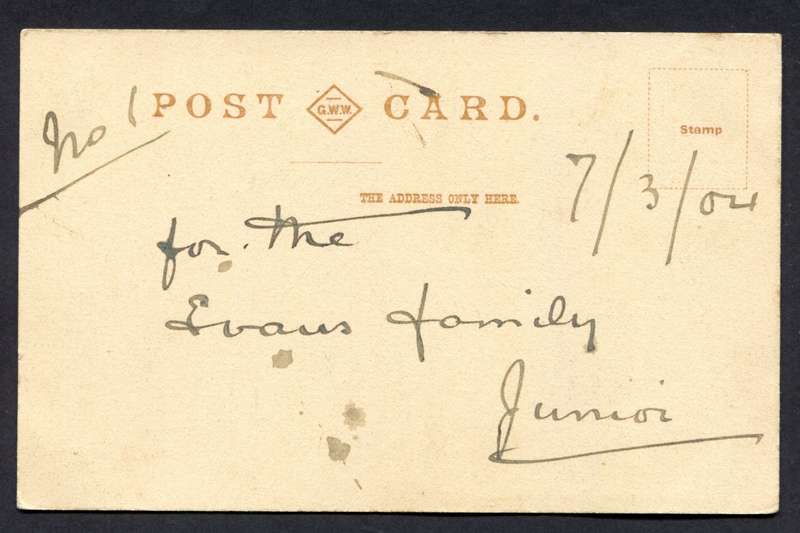 No 1
POST G.W.W. CARD.
Stamp
THE ADDRESS ONLY HERE.
7/3/04
for the
Evans family
Junior